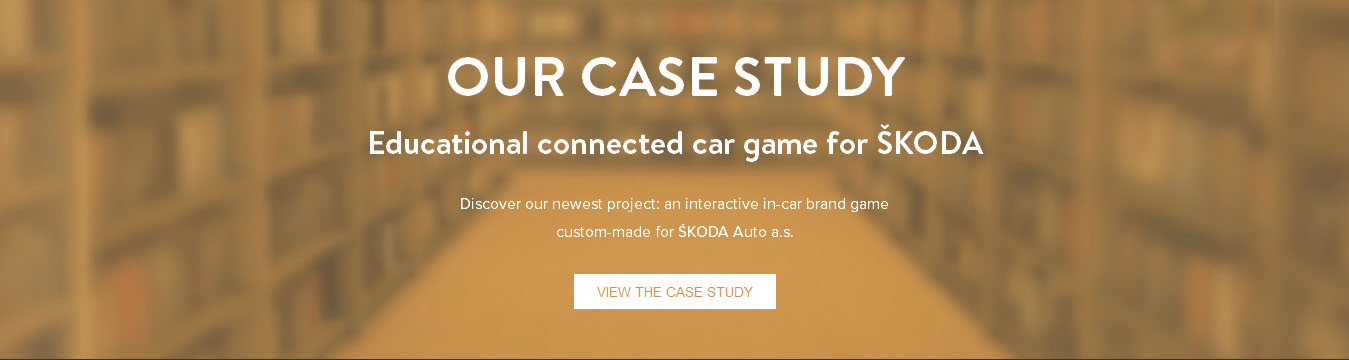 OUR CASE STUDY
Educational connected car game for ŠKODA
Discover our newest project: an interactive in-car brand game
custom-made for ŠKODA Auto a.s.
VIEW THE CASE STUDY